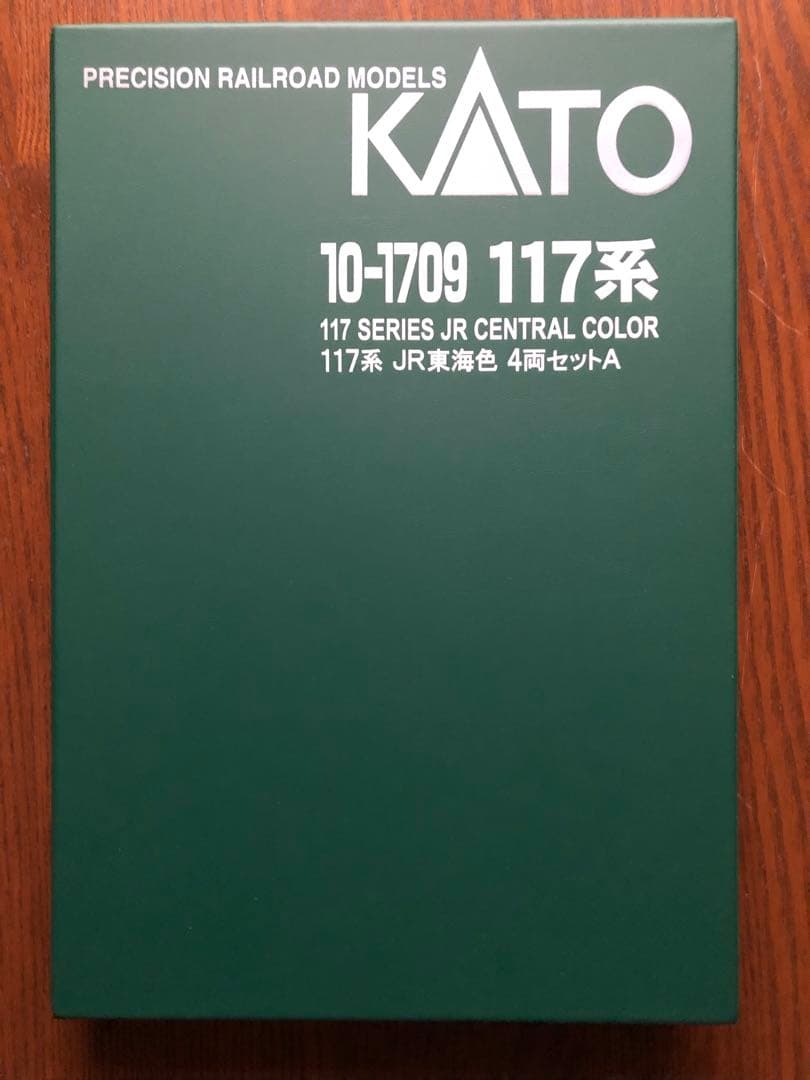 PRECISION RAILROAD MODELS
KATO
10-1709 117系
117 SERIES JR CENTRAL COLOR
117系 JR東海色 4両セットA